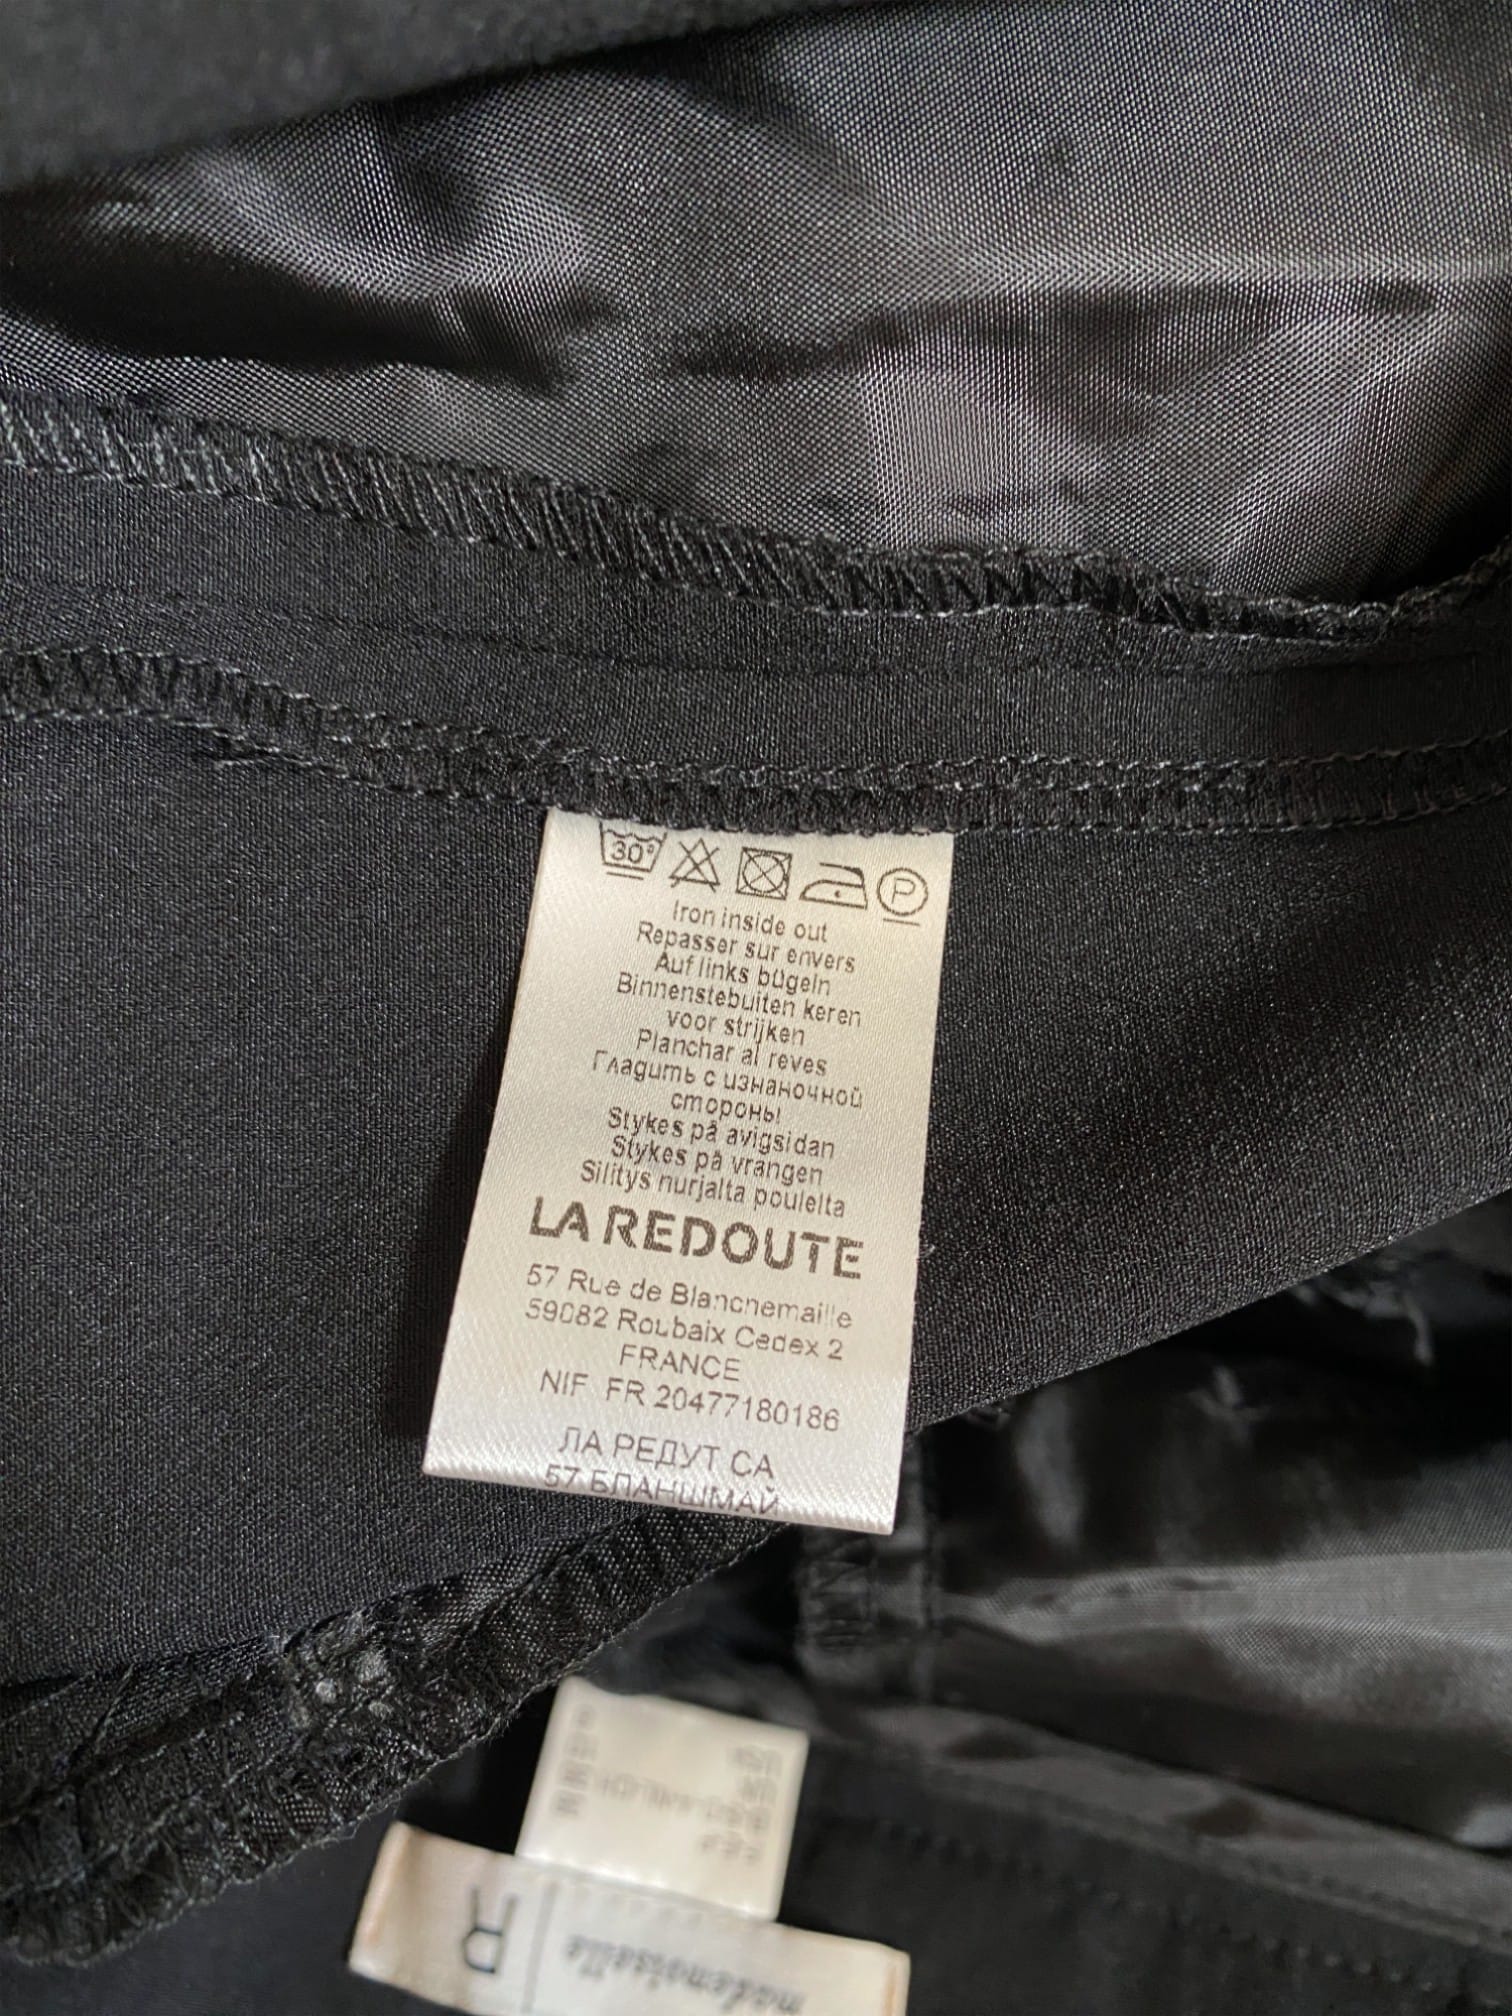 30°
P
Iron inside out
Repasser sur envers
Auf links bügeln
Binnenstebuiten keren
voor strijken
Planchar al reves
Гладить с изнаночной
стороны
Stykes på avigsidan
Stykes på vrangen
Silitys nurjalta poulelta
LA REDOUTE
57 Rue de Blanchemaille
59082 Roubaix Cedex 2
FRANCE
NIF FR 20477180186
ЛА РЕДУТ СА
57 БЛАНШМАЙ
R
mademoiselle